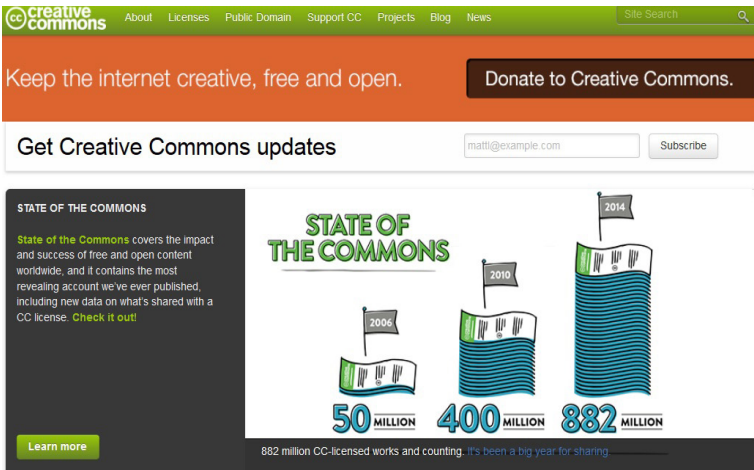 creative commons
About Licenses Public Domain Support CC Projects Blog News Site Search
Keep the internet creative, free and open. Donate to Creative Commons.
Get Creative Commons updates mattl@example.com Subscribe
STATE OF THE COMMONS
State of the Commons covers the impact
and success of free and open content
worldwide, and it contains the most
revealing account we've ever published,
including new data on what's shared with a
CC license. Check it out!
Learn more
STATE OF
THE COMMONS
2006
2010
2014
50 MILLION 400 MILLION 882 MILLION
882 million CC-licensed works and counting. It's been a big year for sharing